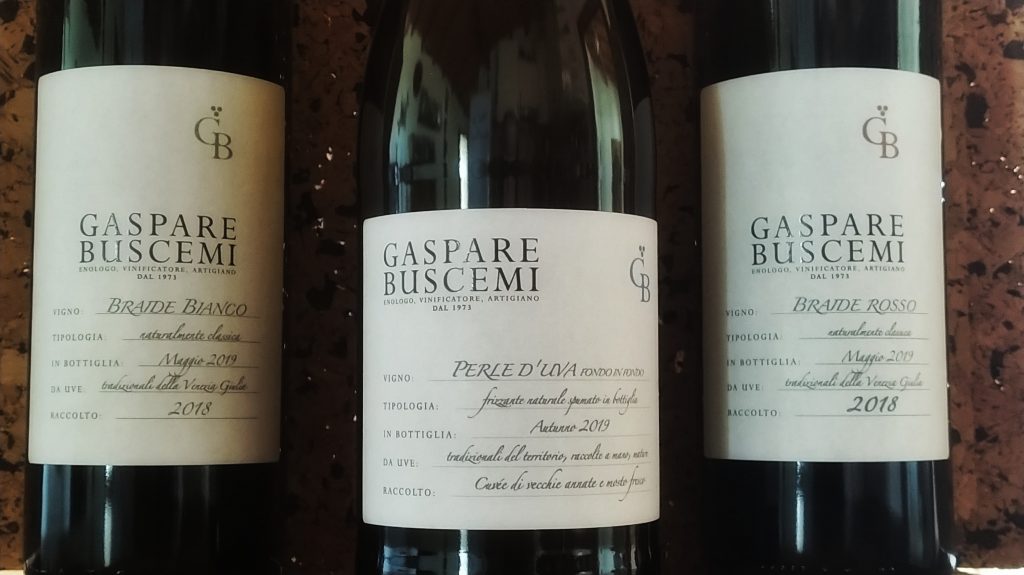 GB
GASPARE
BUSCEMI
ENOLOGO, VINIFICATORE, ARTIGIANO
DAL 1973
VIGNO: BRAIDE BIANCO
TIPOLOGIA: naturalmente classica
IN BOTTIGLIA: Maggio 2019
DA UVE: tradizionali della Venezia Giulia
RACCOLTO: 2018
GASPARE
BUSCEMI
ENOLOGO, VINIFICATORE, ARTIGIANO
DAL 1973
GB
VIGNO: PERLE D'UVA FONDO IN FONDO
TIPOLOGIA: frizzante naturale spumato in bottiglia
IN BOTTIGLIA: Autunno 2019
DA UVE: tradizionali del territorio, raccolte a mano, nature
RACCOLTO: Cuvée di vecchie annate e mosto fresco
GB
GASPARE
BUSCEMI
ENOLOGO, VINIFICATORE, ARTIGIANO
DAL 1973
VIGNO: BRAIDE ROSSO
TIPOLOGIA: naturalmente classica
IN BOTTIGLIA: Maggio 2019
DA UVE: tradizionali della Venezia Giulia
RACCOLTO: 2018